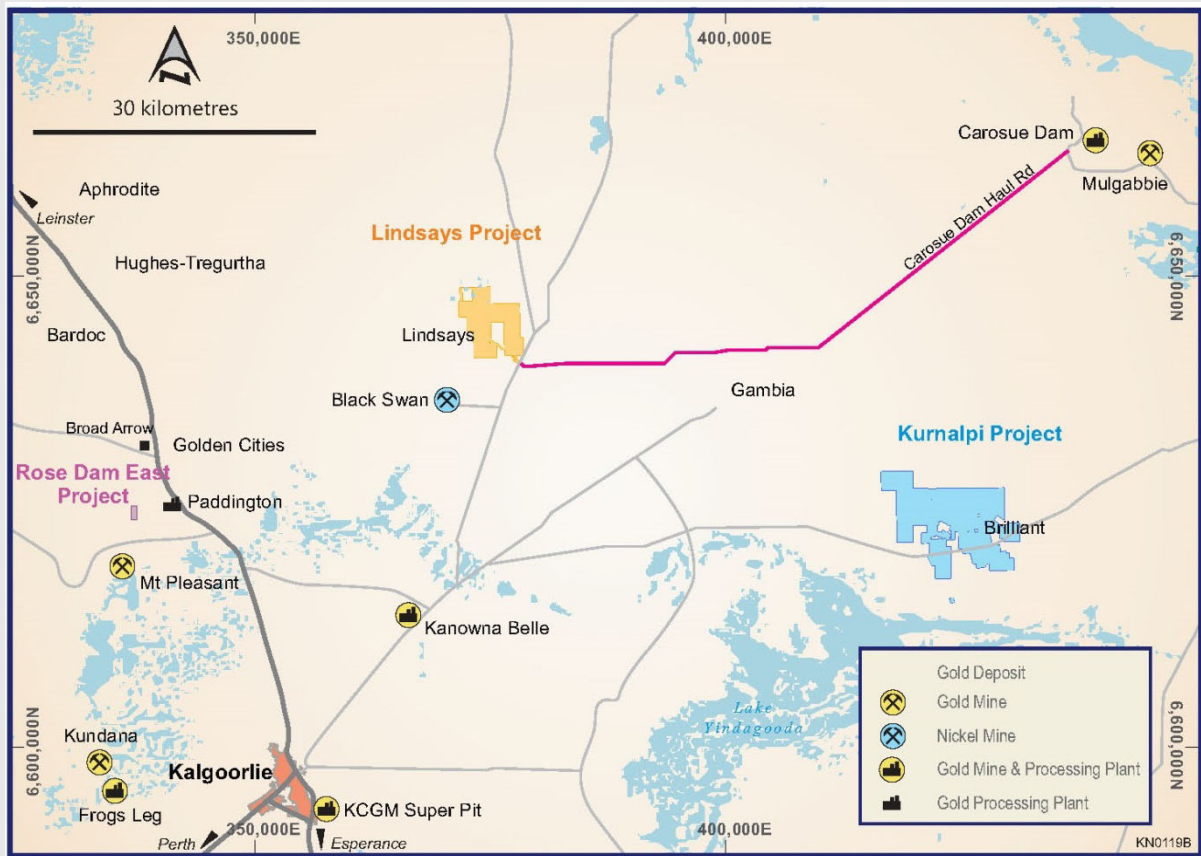 350,000E
400,000E
N
30 kilometres
Carosue Dam
Mulgabbie
Aphrodite
Leinster
Carosue Dam Haul Rd
Lindsays Project
Hughes-Tregurtha
6,650,000N
6,650,000N
Bardoc
Lindsays
Black Swan
Gambia
Broad Arrow
Golden Cities
Kurnalpi Project
Rose Dam East
Project
Paddington
Brilliant
Mt Pleasant
Kanowna Belle
Lake
Yindagooda
Gold Deposit
Gold Mine
Nickel Mine
Gold Mine & Processing Plant
Gold Processing Plant
6,600,000N
6,600,000N
Kundana
Kalgoorlie
Frogs Leg
KCGM Super Pit
350,000E
400,000E
Perth
Esperance
KN0119B